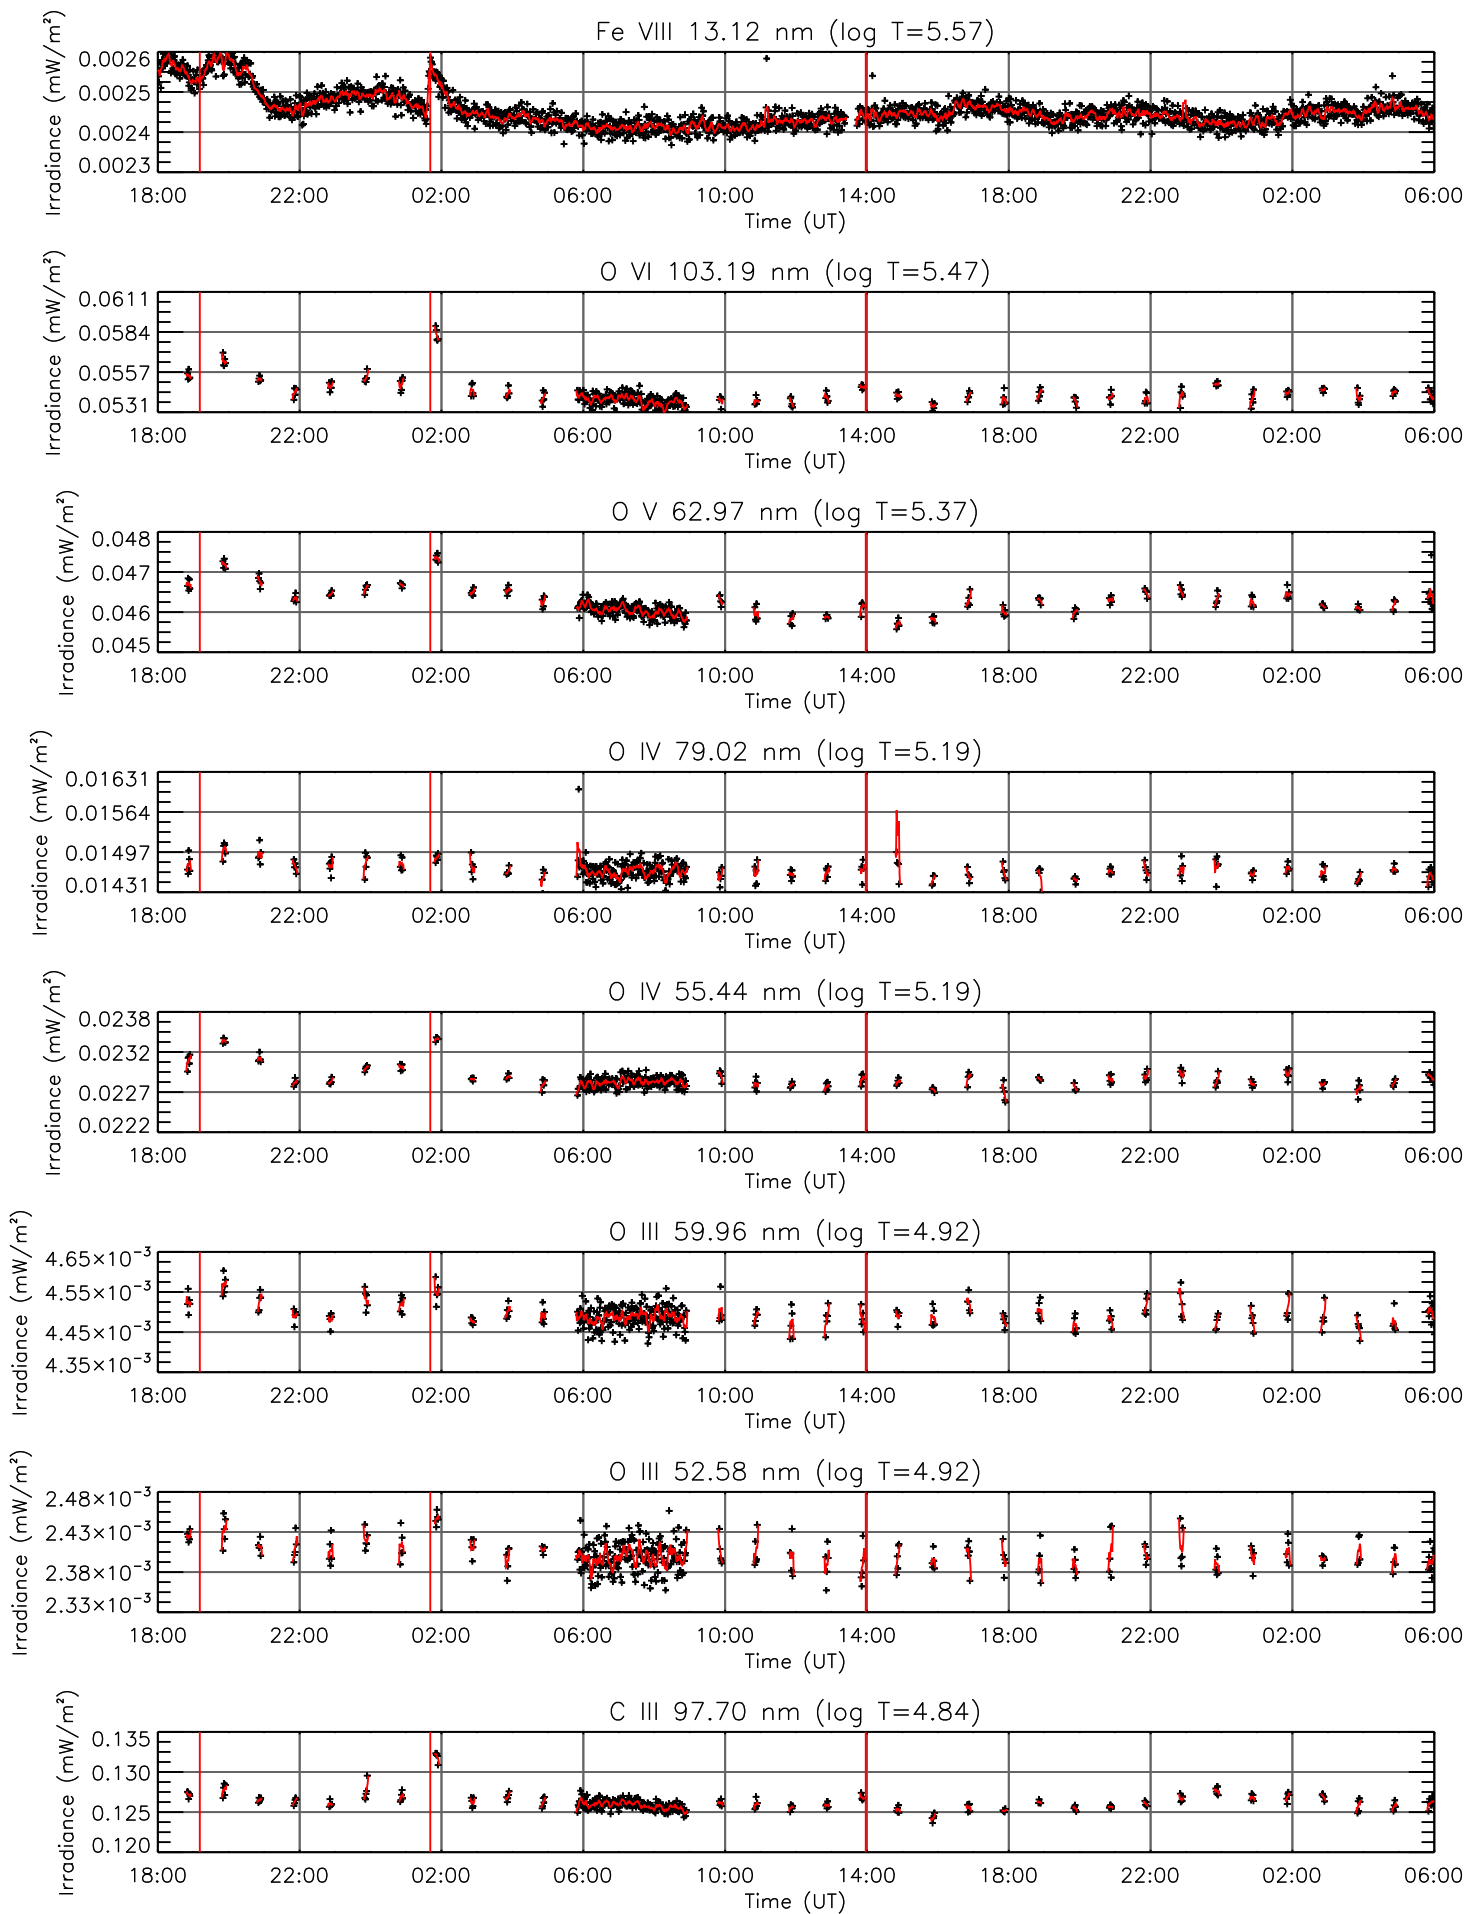 Fe VIII 13.12 nm (log T=5.57)
Irradiance (mW/m²)
0.0026
0.0025
0.0024
0.0023
18:00 22:00 02:00 06:00 10:00 14:00 18:00 22:00 02:00 06:00
Time (UT)
O VI 103.19 nm (log T=5.47)
Irradiance (mW/m²)
0.0611
0.0584
0.0557
0.0531
18:00 22:00 02:00 06:00 10:00 14:00 18:00 22:00 02:00 06:00
Time (UT)
O V 62.97 nm (log T=5.37)
Irradiance (mW/m²)
0.048
0.047
0.046
0.045
18:00 22:00 02:00 06:00 10:00 14:00 18:00 22:00 02:00 06:00
Time (UT)
O IV 79.02 nm (log T=5.19)
Irradiance (mW/m²)
0.01631
0.01564
0.01497
0.01431
18:00 22:00 02:00 06:00 10:00 14:00 18:00 22:00 02:00 06:00
Time (UT)
O IV 55.44 nm (log T=5.19)
Irradiance (mW/m²)
0.0238
0.0232
0.0227
0.0222
18:00 22:00 02:00 06:00 10:00 14:00 18:00 22:00 02:00 06:00
Time (UT)
O III 59.96 nm (log T=4.92)
Irradiance (mW/m²)
4.65×10⁻³
4.55×10⁻³
4.45×10⁻³
4.35×10⁻³
18:00 22:00 02:00 06:00 10:00 14:00 18:00 22:00 02:00 06:00
Time (UT)
O III 52.58 nm (log T=4.92)
Irradiance (mW/m²)
2.48×10⁻³
2.43×10⁻³
2.38×10⁻³
2.33×10⁻³
18:00 22:00 02:00 06:00 10:00 14:00 18:00 22:00 02:00 06:00
Time (UT)
C III 97.70 nm (log T=4.84)
Irradiance (mW/m²)
0.135
0.130
0.125
0.120
18:00 22:00 02:00 06:00 10:00 14:00 18:00 22:00 02:00 06:00
Time (UT)